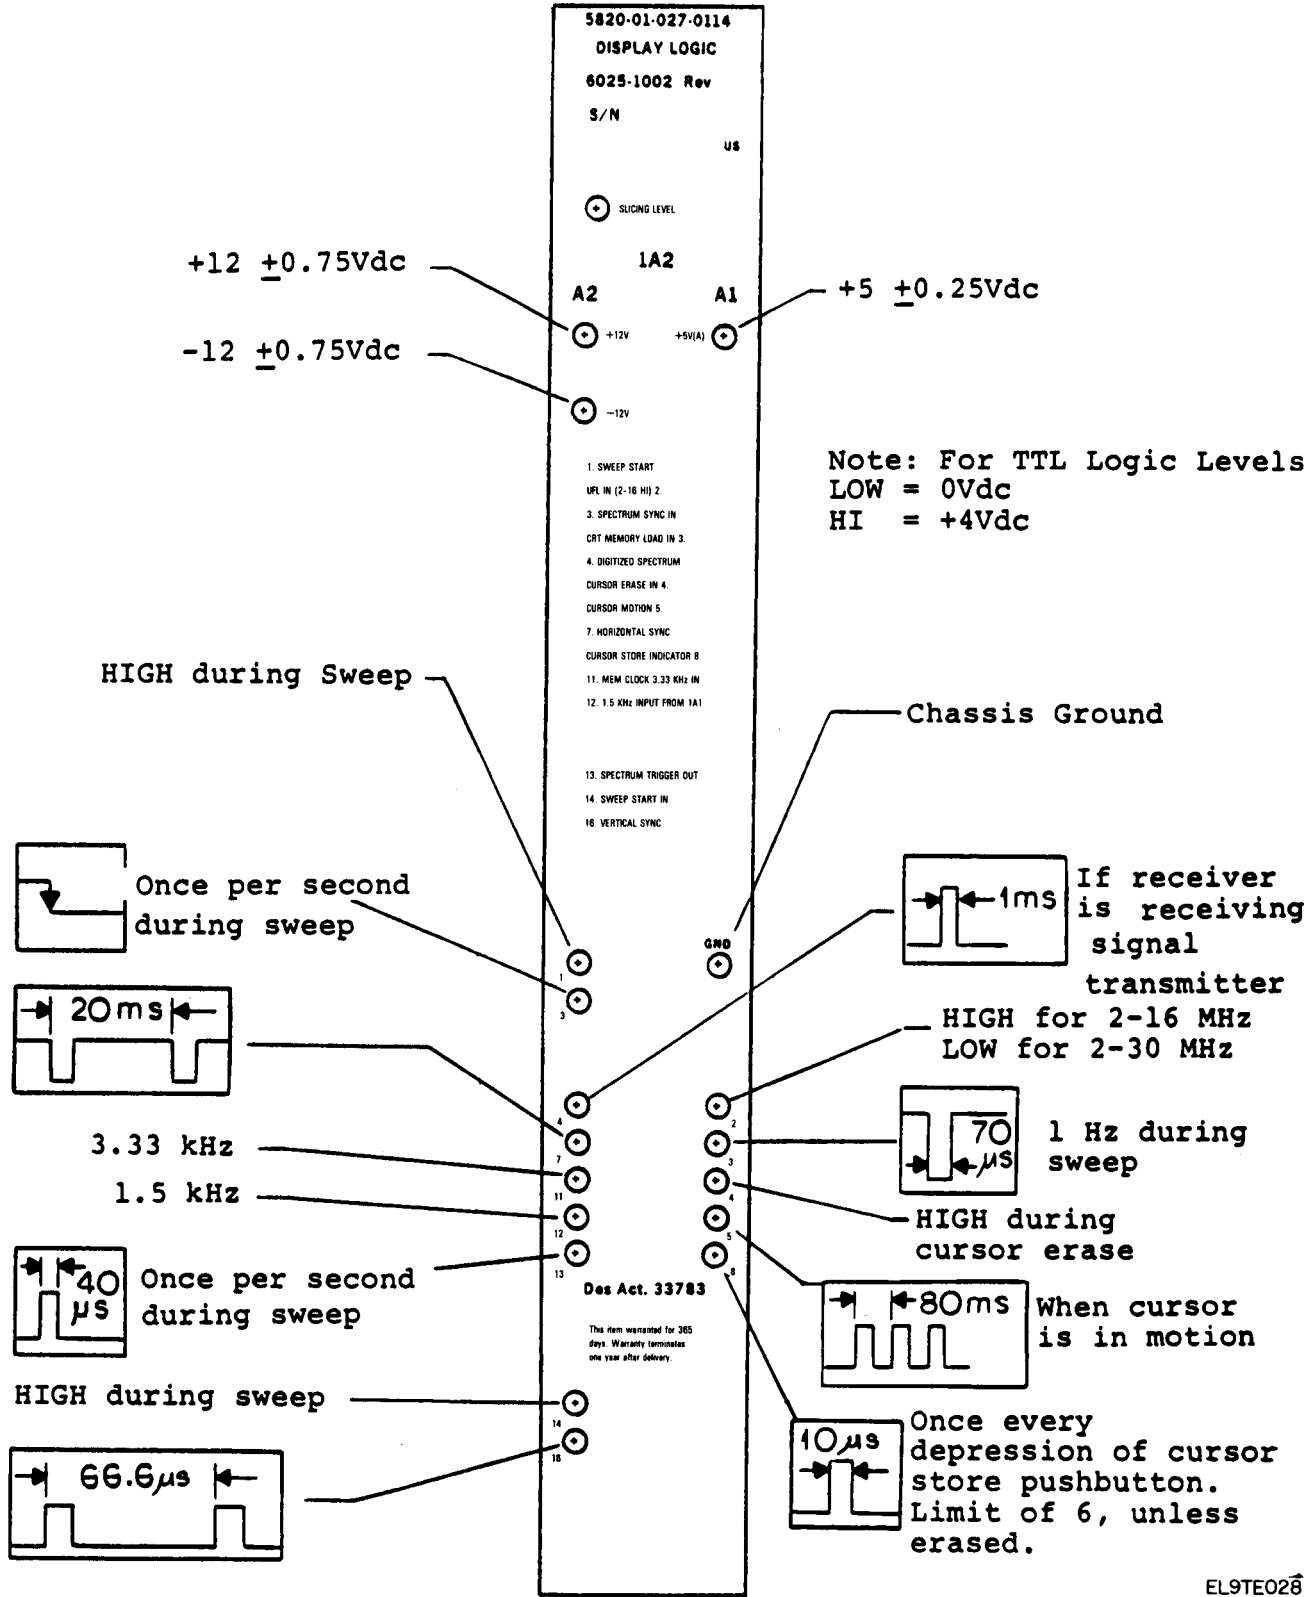 5820-01-027-0114
DISPLAY LOGIC
6025-1002 Rev
S/N
US
SLICING LEVEL
1A2
A2 A1
+12V +5V(A)
-12V
+12 ±0.75Vdc
-12 ±0.75Vdc
+5 ±0.25Vdc
Note: For TTL Logic Levels
LOW = 0Vdc
HI = +4Vdc
1. SWEEP START
UFL IN (2-16 HI) 2.
3. SPECTRUM SYNC IN
CRT MEMORY LOAD IN 3.
4. DIGITIZED SPECTRUM
CURSOR ERASE IN 4.
CURSOR MOTION 5.
7. HORIZONTAL SYNC
CURSOR STORE INDICATOR 8.
11. MEM CLOCK 3.33 KHz IN
12. 1.5 KHz INPUT FROM 1A1
13. SPECTRUM TRIGGER OUT
14. SWEEP START IN
16. VERTICAL SYNC
HIGH during Sweep
Once per second
during sweep
20ms
3.33 kHz
1.5 kHz
40
µs
Once per second
during sweep
HIGH during sweep
66.6µs
1
3
4
7
11
12
13
14
16
Chassis Ground
GND
1ms
If receiver
is receiving
signal
transmitter
HIGH for 2-16 MHz
LOW for 2-30 MHz
70
µs
1 Hz during
sweep
HIGH during
cursor erase
80ms
When cursor
is in motion
10µs
Once every
depression of cursor
store pushbutton.
Limit of 6, unless
erased.
2
3
4
5
8
Des Act. 33783
This item warranted for 365
days. Warranty terminates
one year after delivery.
EL9TE028